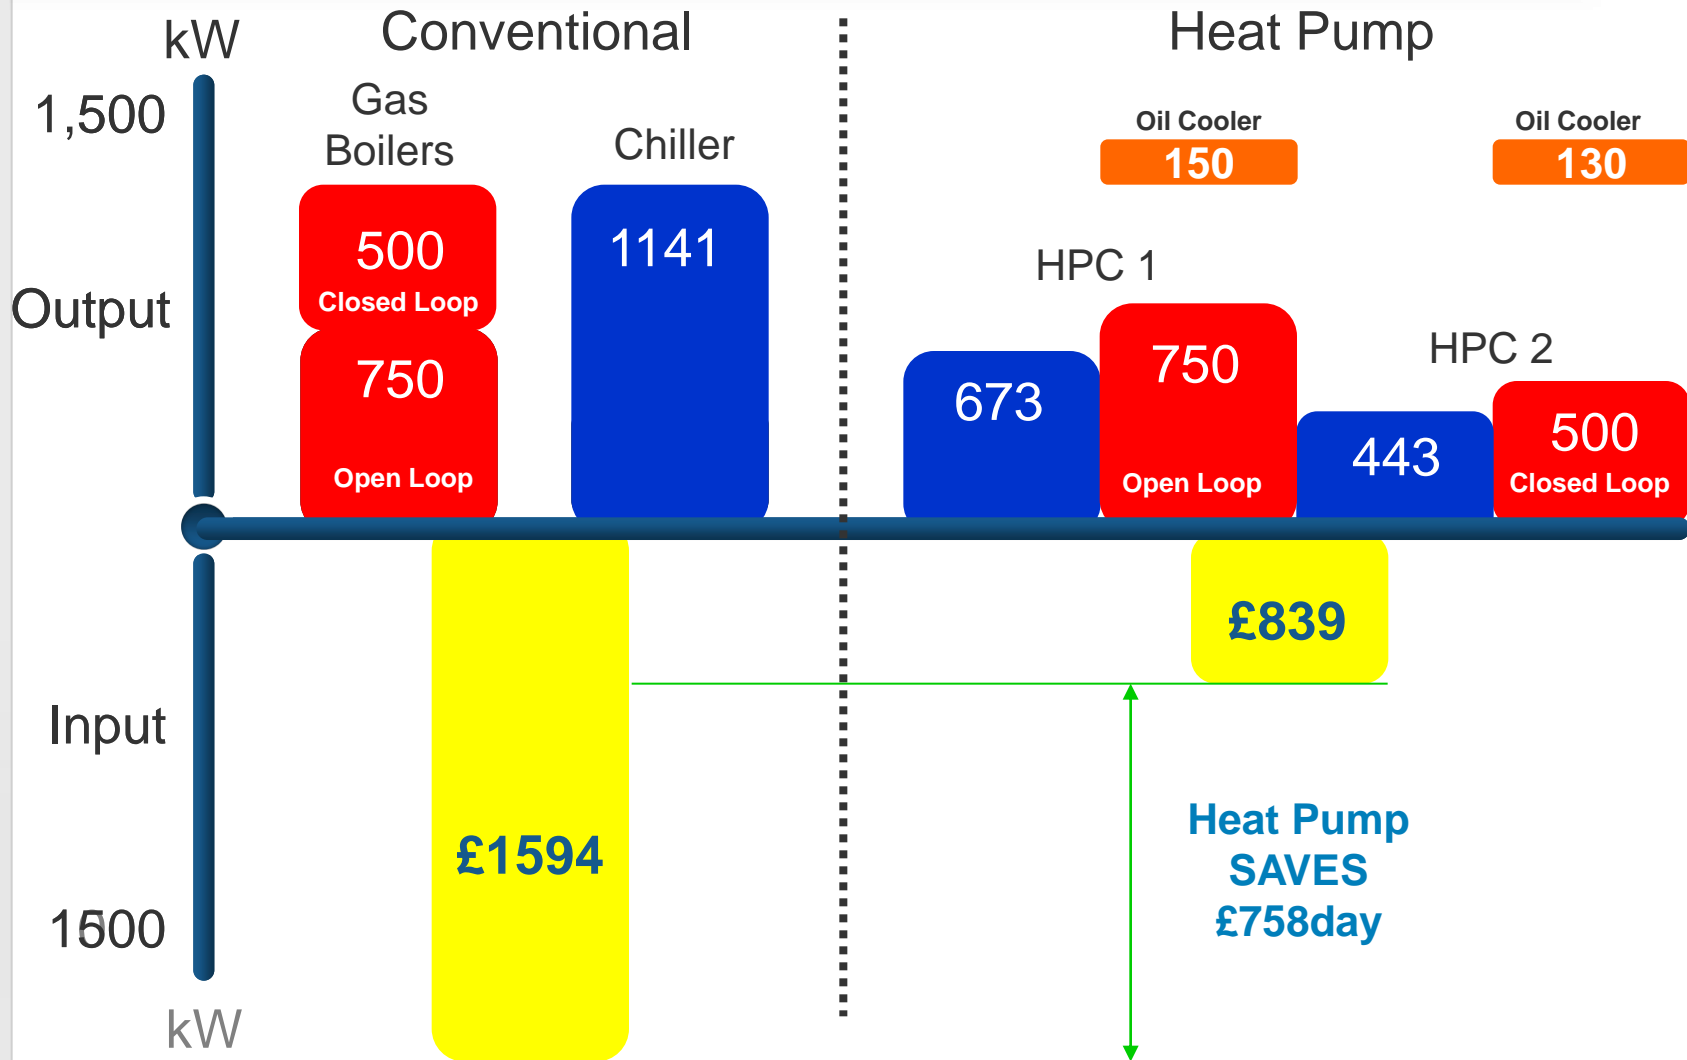 kW
Conventional
Heat Pump
1,500
Gas
Boilers
Chiller
Oil Cooler
150
Oil Cooler
130
500
Closed Loop
1141
HPC 1
Output
750
Open Loop
673
750
Open Loop
HPC 2
443
500
Closed Loop
£839
Input
£1594
Heat Pump
SAVES
£758day
kW